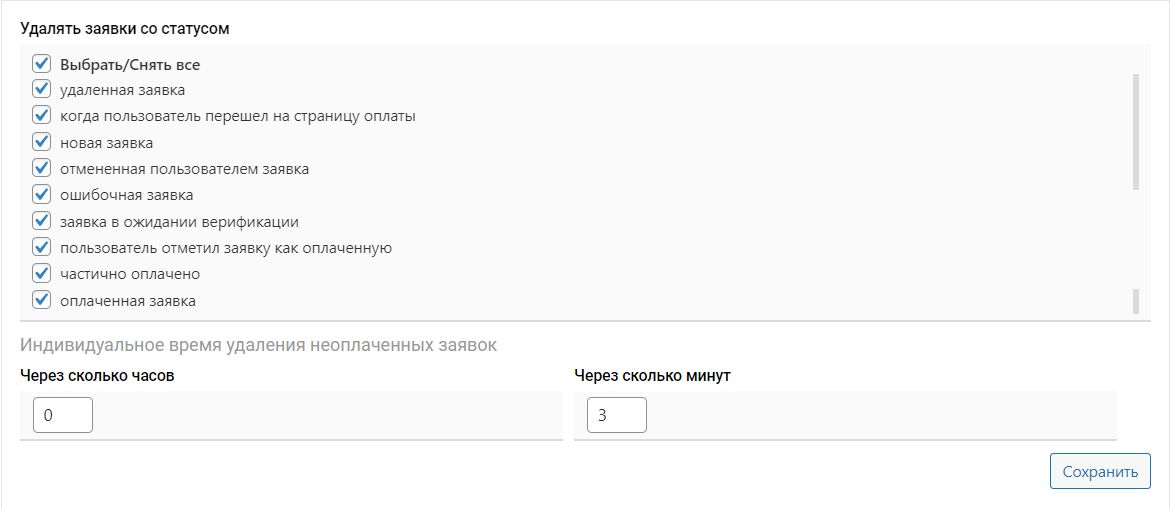 Удалять заявки со статусом
Выбрать/Снять все
удаленная заявка
когда пользователь перешел на страницу оплаты
новая заявка
отмененная пользователем заявка
ошибочная заявка
заявка в ожидании верификации
пользователь отметил заявку как оплаченную
частично оплачено
оплаченная заявка
Индивидуальное время удаления неоплаченных заявок
Через сколько часов
Через сколько минут
0
3
Сохранить